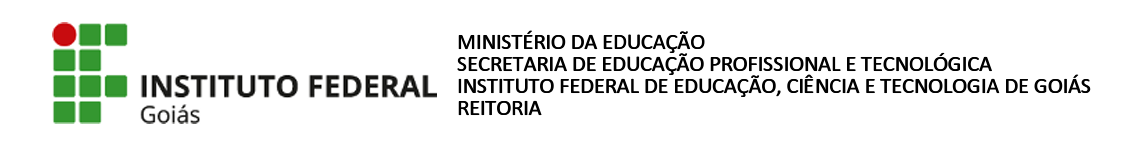 INSTITUTO FEDERAL
Goiás
MINISTÉRIO DA EDUCAÇÃO
SECRETARIA DE EDUCAÇÃO PROFISSIONAL E TECNOLÓGICA
INSTITUTO FEDERAL DE EDUCAÇÃO, CIÊNCIA E TECNOLOGIA DE GOIÁS
REITORIA